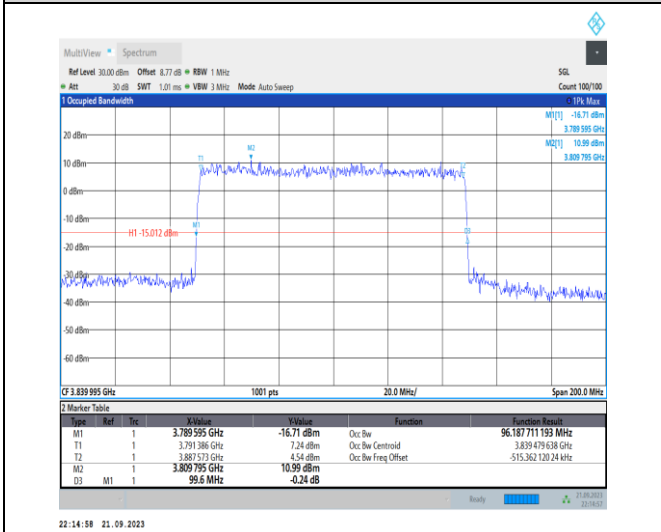 MultiView Spectrum
Ref Level 30.00 dBm Offset 8.77 dB RBW 1 MHz SGL
Att 30 dB SWT 1.01 ms VBW 3 MHz Mode Auto Sweep Count 100/100
1 Occupied Bandwidth 1Pk Max
M1[1] -16.71 dBm
3.789 595 GHz
M2[1] 10.99 dBm
3.809 795 GHz
20 dBm
M2
T1
10 dBm
0 dBm
-10 dBm
M1
H1 -15.012 dBm
D3
-20 dBm
-30 dBm
-40 dBm
-50 dBm
-60 dBm
CF 3.839 995 GHz 1001 pts 20.0 MHz/ Span 200.0 MHz
2 Marker Table
Type Ref Trc X-Value Y-Value Function Function Result
M1 1 3.789 595 GHz -16.71 dBm Occ Bw 96.187 711 193 MHz
T1 1 3.791 386 GHz 7.24 dBm Occ Bw Centroid 3.839 479 638 GHz
T2 1 3.887 573 GHz 4.54 dBm Occ Bw Freq Offset -515.362 120 24 kHz
M2 1 3.809 795 GHz 10.99 dBm
D3 M1 1 99.6 MHz -0.24 dB
Ready 21.09.2023
22:14:57
22:14:58 21.09.2023